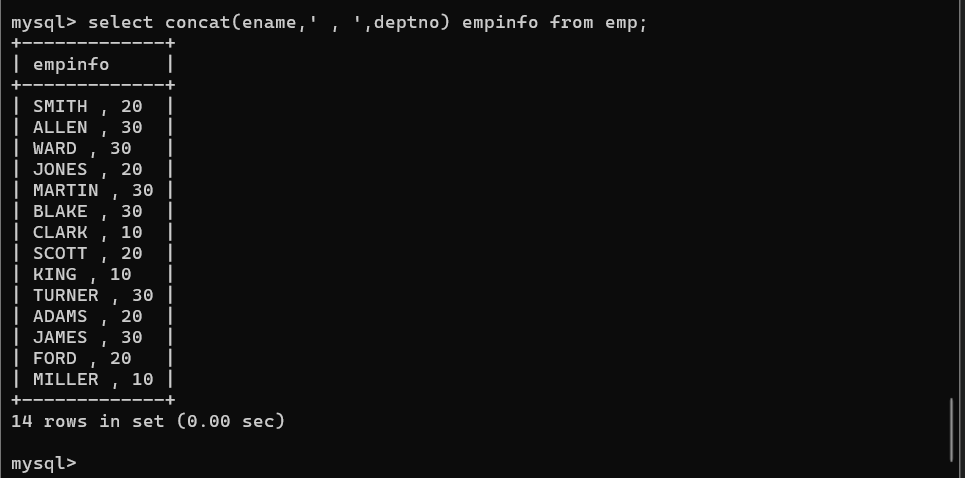 mysql> select concat(ename,' , ',deptno) empinfo from emp;
+-------------+
| empinfo     |
+-------------+
| SMITH , 20  |
| ALLEN , 30  |
| WARD , 30   |
| JONES , 20  |
| MARTIN , 30 |
| BLAKE , 30  |
| CLARK , 10  |
| SCOTT , 20  |
| KING , 10   |
| TURNER , 30 |
| ADAMS , 20  |
| JAMES , 30  |
| FORD , 20   |
| MILLER , 10 |
+-------------+
14 rows in set (0.00 sec)
mysql>